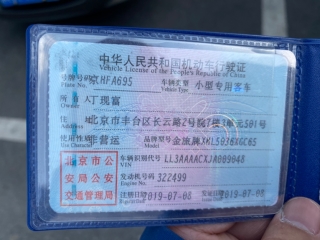 中华人民共和国机动车行驶证
Vehicle License of the People's Republic of China
号牌号码 京HFA695 车辆类型 小型专用客车
Vehicle Type
所有人 丁现富
住址 北京市丰台区长云路2号院7楼3单元501号
使用性质 非营运 品牌型号 金旅牌XML5036XGC65
Use Character Model
北京市公 车辆识别代号 LL3AAAACXJA009048
VIN
安局公安 发动机号码 322499
Engine No.
交通管理局 注册日期 2019-07-08 发证日期 2019-07-08